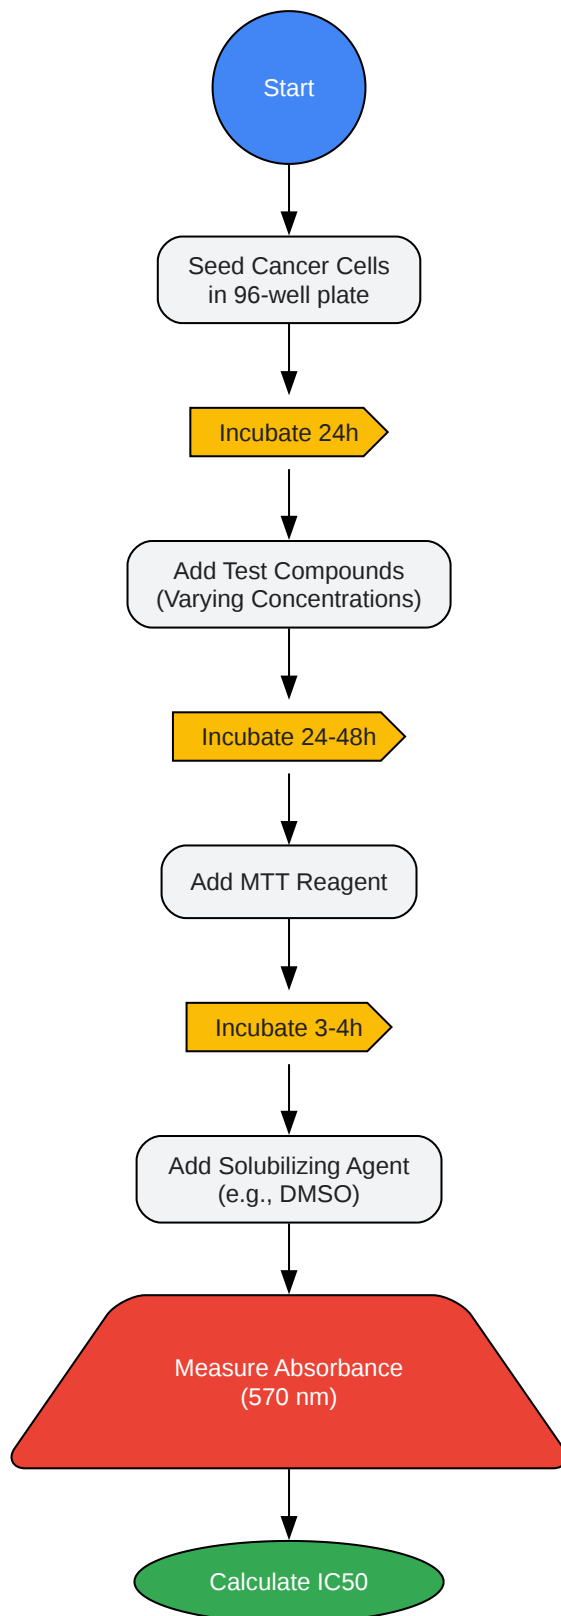 Start
Seed Cancer Cells
in 96-well plate
Incubate 24h
Add Test Compounds
(Varying Concentrations)
Incubate 24-48h
Add MTT Reagent
Incubate 3-4h
Add Solubilizing Agent
(e.g., DMSO)
Measure Absorbance
(570 nm)
Calculate IC50